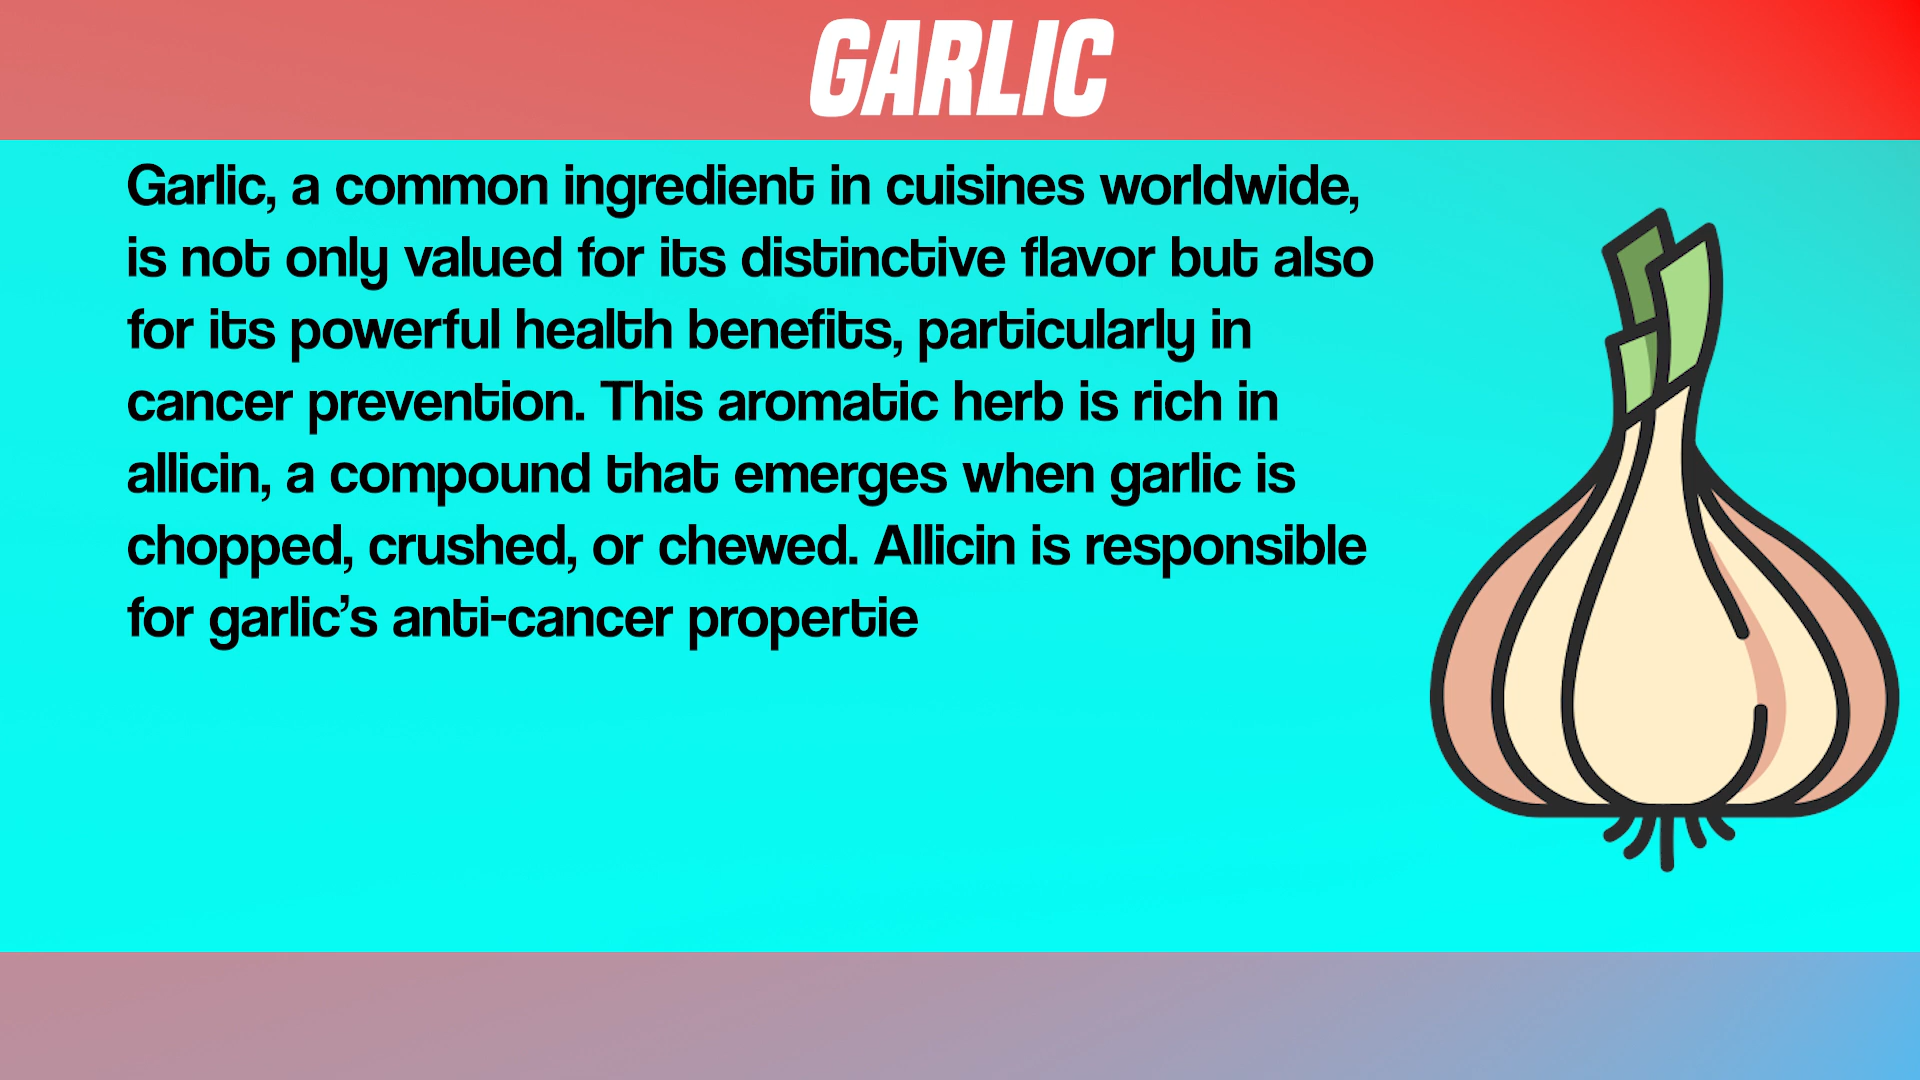 GARLIC
Garlic, a common ingredient in cuisines worldwide,
is not only valued for its distinctive flavor but also
for its powerful health benefits, particularly in
cancer prevention. This aromatic herb is rich in
allicin, a compound that emerges when garlic is
chopped, crushed, or chewed. Allicin is responsible
for garlic’s anti-cancer propertie